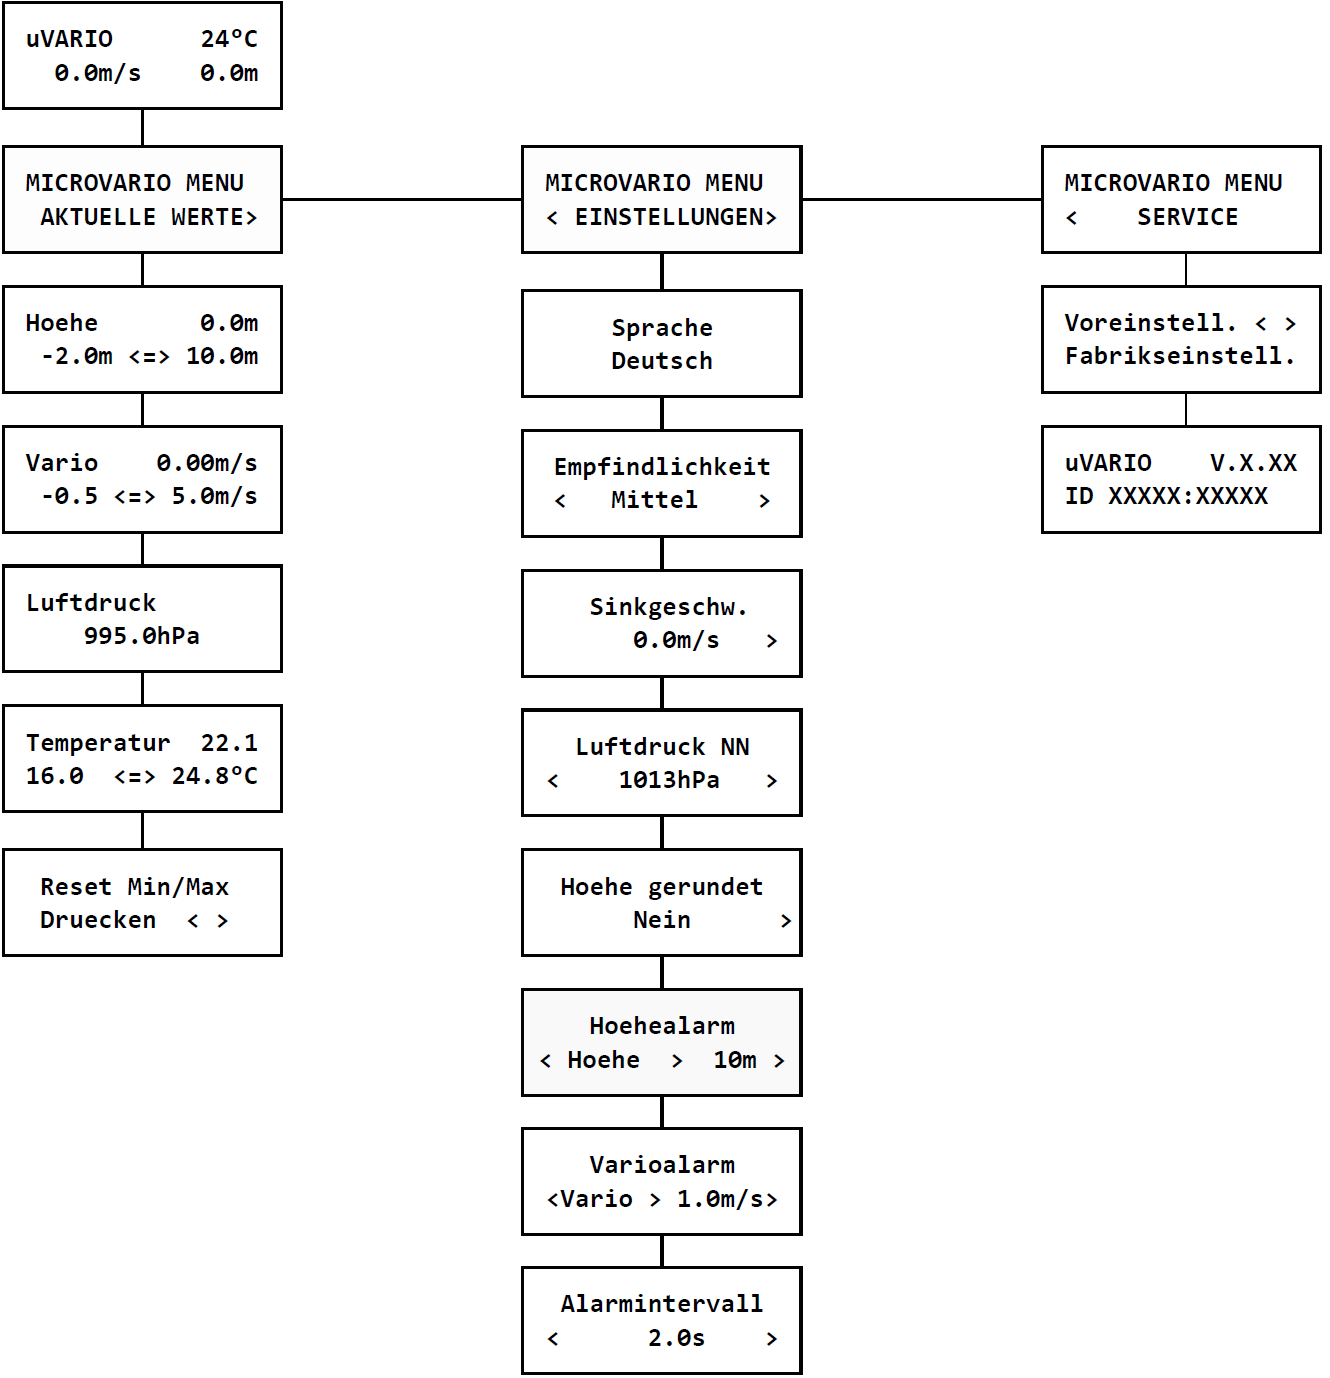 uVARIO      24°C
  0.0m/s    0.0m
MICROVARIO MENU
 AKTUELLE WERTE>
Hoehe       0.0m
 -2.0m <=> 10.0m
Vario    0.00m/s
 -0.5 <=> 5.0m/s
Luftdruck
    995.0hPa
Temperatur  22.1
16.0  <=> 24.8°C
Reset Min/Max
Druecken  < >
MICROVARIO MENU
< EINSTELLUNGEN>
Sprache
Deutsch
Empfindlichkeit
<   Mittel    >
Sinkgeschw.
0.0m/s   >
Luftdruck NN
<    1013hPa   >
Hoehe gerundet
Nein      >
Hoehealarm
< Hoehe  >  10m >
Varioalarm
<Vario > 1.0m/s>
Alarmintervall
<      2.0s    >
MICROVARIO MENU
<    SERVICE
Voreinstell. < >
Fabrikseinstell.
uVARIO    V.X.XX
ID XXXXX:XXXXX